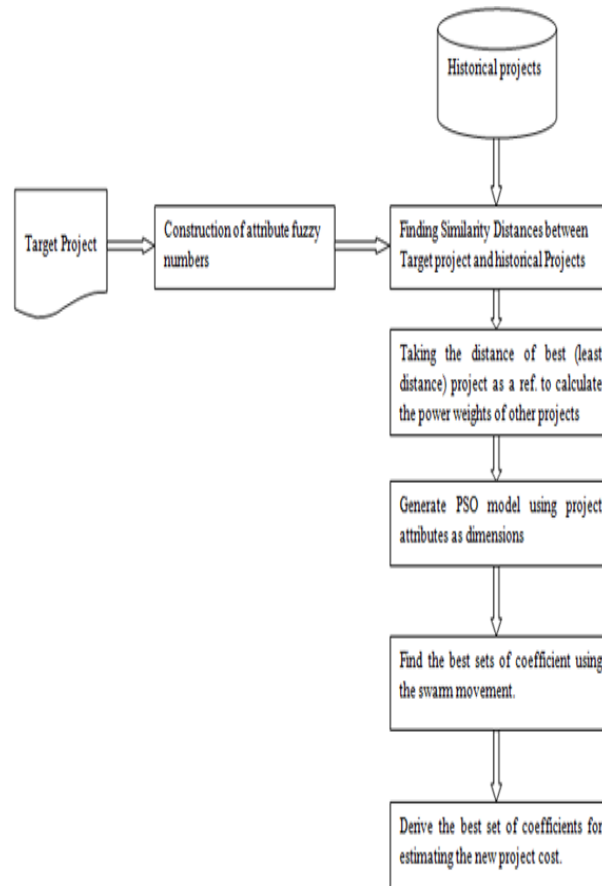 Historical projects
Target Project
Construction of attribute fuzzy
numbers
Finding Similarity Distances between
Target project and historical Projects
Taking the distance of best (least
distance) project as a ref. to calculate
the power weights of other projects
Generate PSO model using project
attributes as dimensions
Find the best sets of coefficient using
the swarm movement.
Derive the best set of coefficients for
estimating the new project cost.